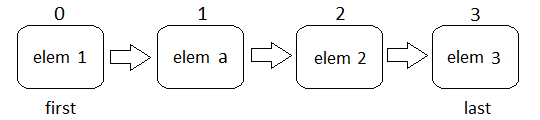 0 1 2 3
elem 1 elem a elem 2 elem 3
first last